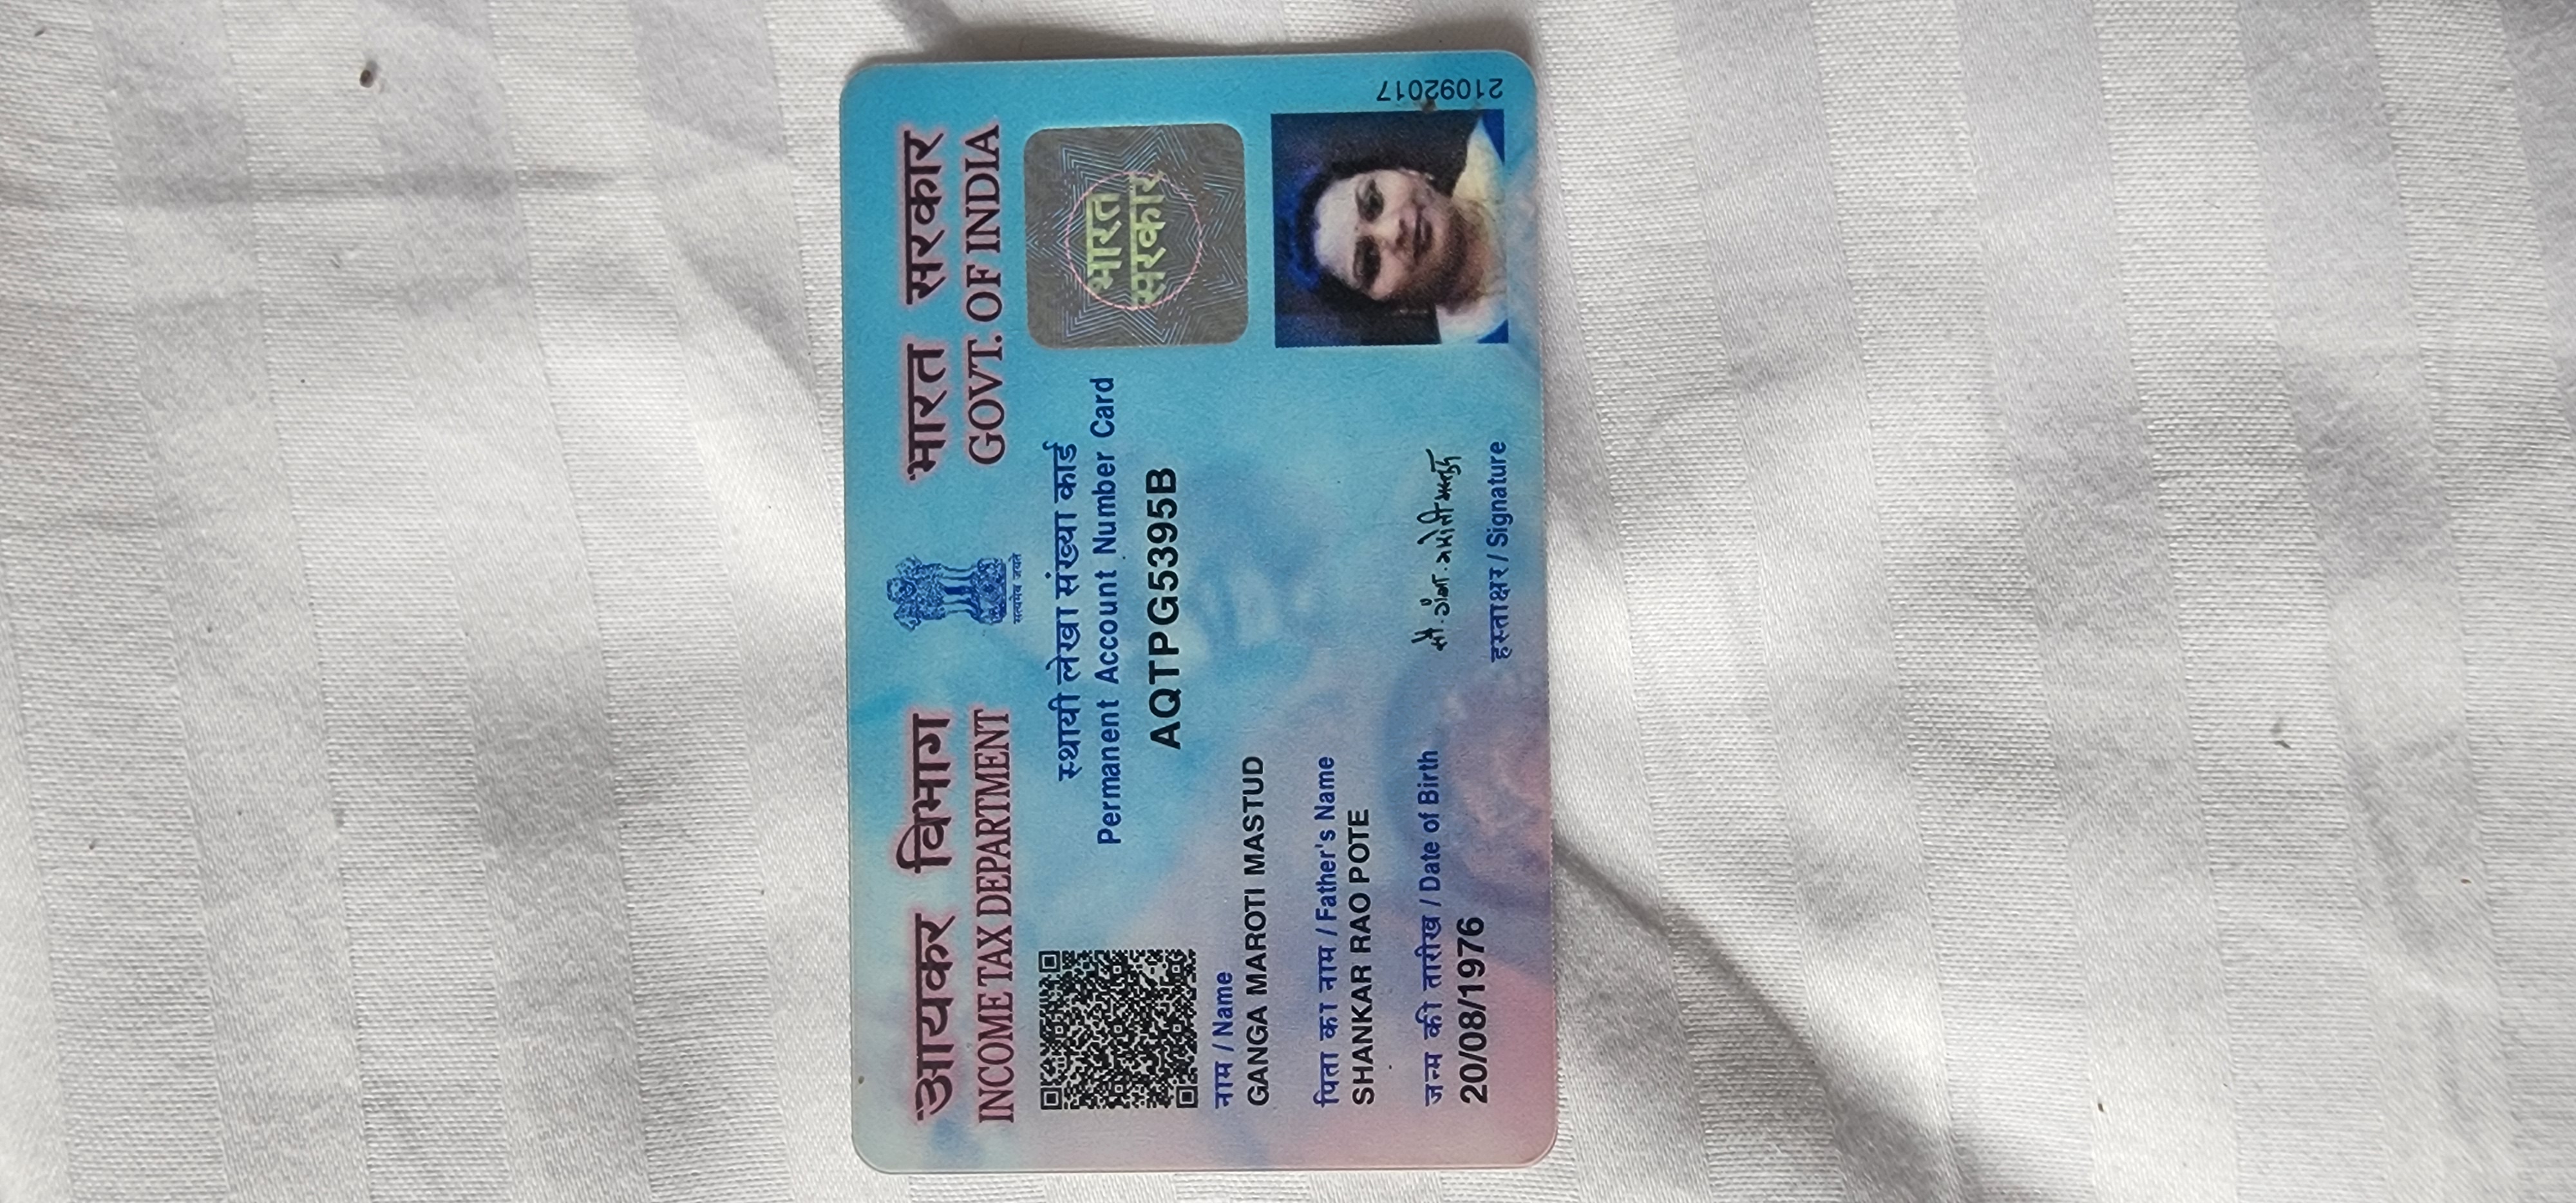 आयकर विभाग
INCOME TAX DEPARTMENT
सत्यमेव जयते
भारत सरकार
GOVT. OF INDIA
स्थायी लेखा संख्या कार्ड
Permanent Account Number Card
AQTPG5395B
भारत
सरकार
नाम / Name
GANGA MAROTI MASTUD
पिता का नाम / Father's Name
SHANKAR RAO POTE
जन्म की तारीख / Date of Birth
20/08/1976
सौ. गंगा. मारोती मस्तुद
हस्ताक्षर / Signature
21092017